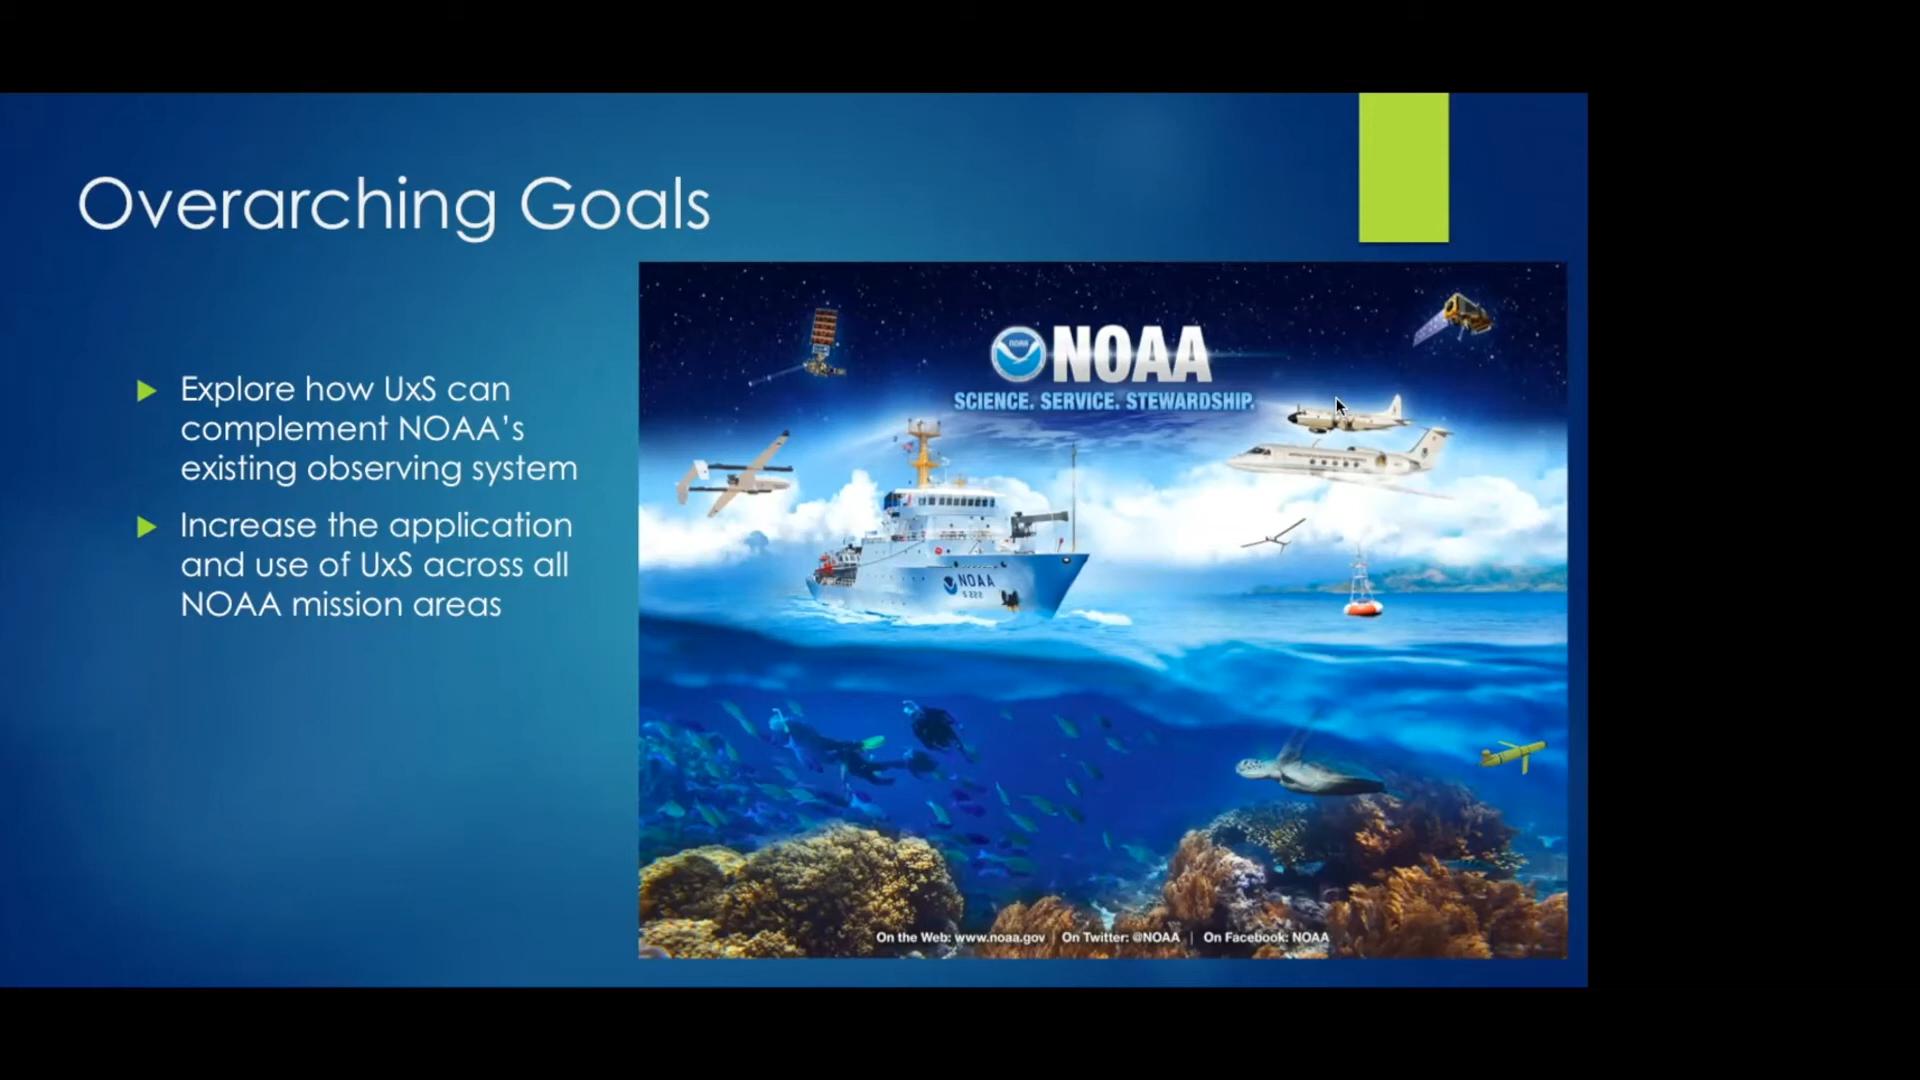 Overarching Goals
Explore how UxS can
complement NOAA's
existing observing system
Increase the application
and use of UxS across all
NOAA mission areas
NOAA
NOAA
SCIENCE. SERVICE. STEWARDSHIP.
NOAA
S 222
On the Web: www.noaa.gov | On Twitter: @NOAA | On Facebook: NOAA